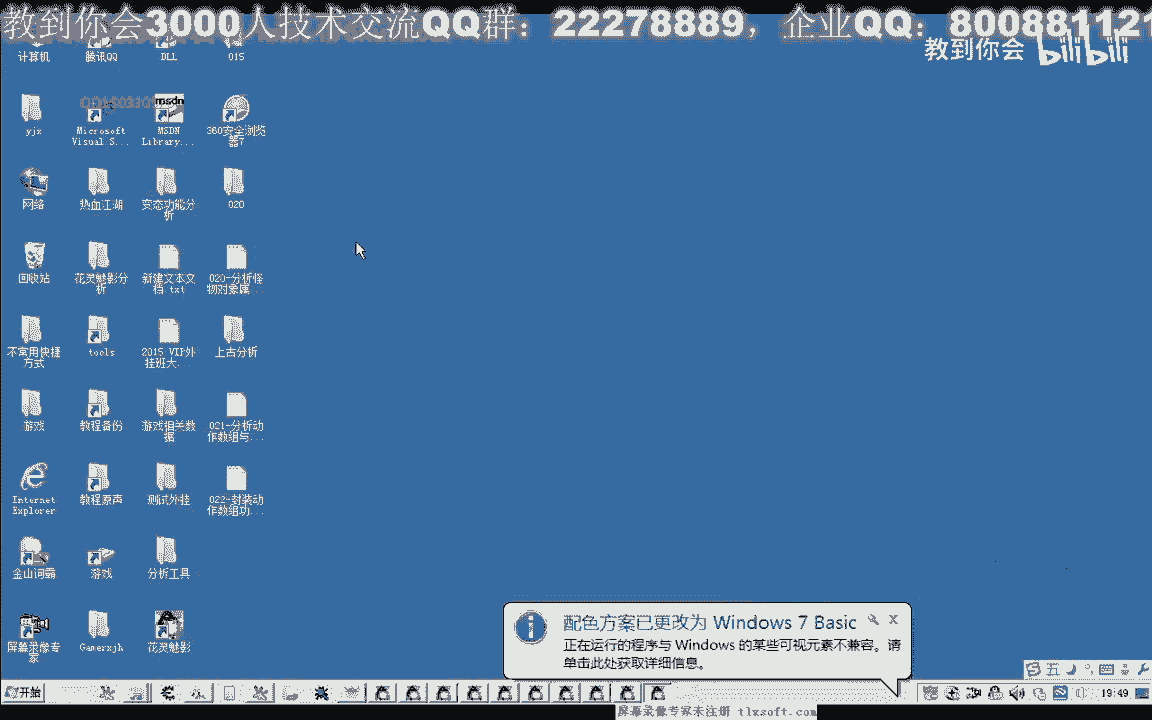 教到你会3000人技术交流QQ群：22278889，企业QQ：800881121
教到你会 bilibili
计算机
腾讯QQ
DLL
015
yjx
Microsoft
Visual S...
MSDN
Library...
360安全浏览
器7
网络
热血江湖
变态功能分
析
020
回收站
花灵魅影分
析
新建文本文
档.txt
020-分析怪
物对象属...
不常用快捷
方式
tools
2015 VIP外
挂班大...
上古分析
游戏
教程备份
游戏相关数
据
021-分析动
作数组与...
Internet
Explorer
教程原声
测试外挂
022-封装动
作数组功...
金山词霸
游戏
分析工具
屏幕录像专
家
Gamerxjh
花灵魅影
配色方案已更改为 Windows 7 Basic
正在运行的程序与 Windows 的某些可视元素不兼容。请
单击此处获取详细信息。
五
开始
19:49
屏幕录像专家未注册 tlxsoft.com